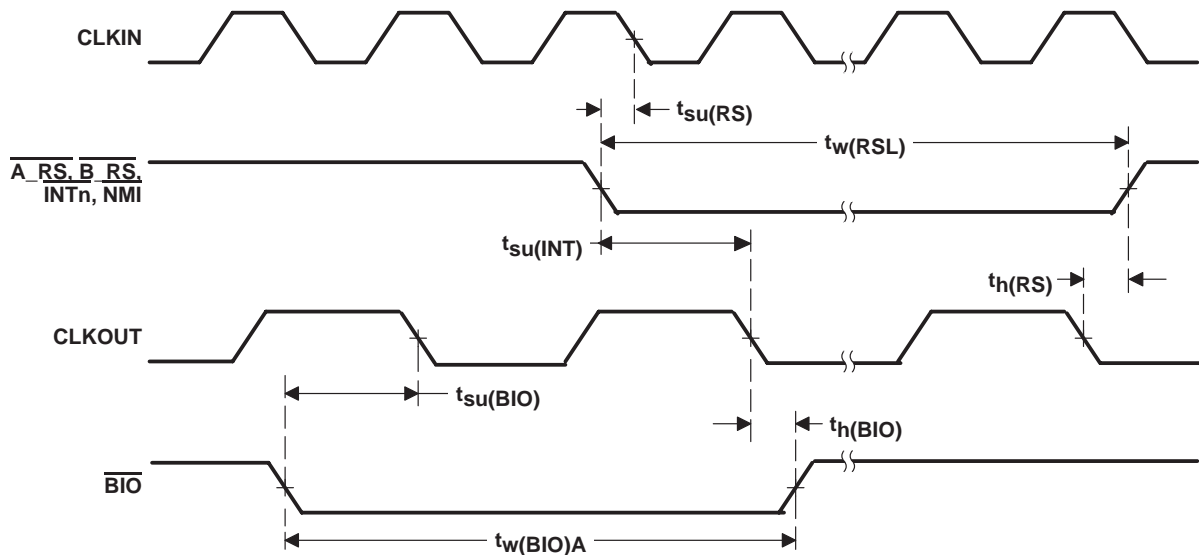 CLKIN
tsu(RS)
tw(RSL)
A_RS, B_RS,
INTn, NMI
tsu(INT)
th(RS)
CLKOUT
tsu(BIO)
th(BIO)
BIO
tw(BIO)A